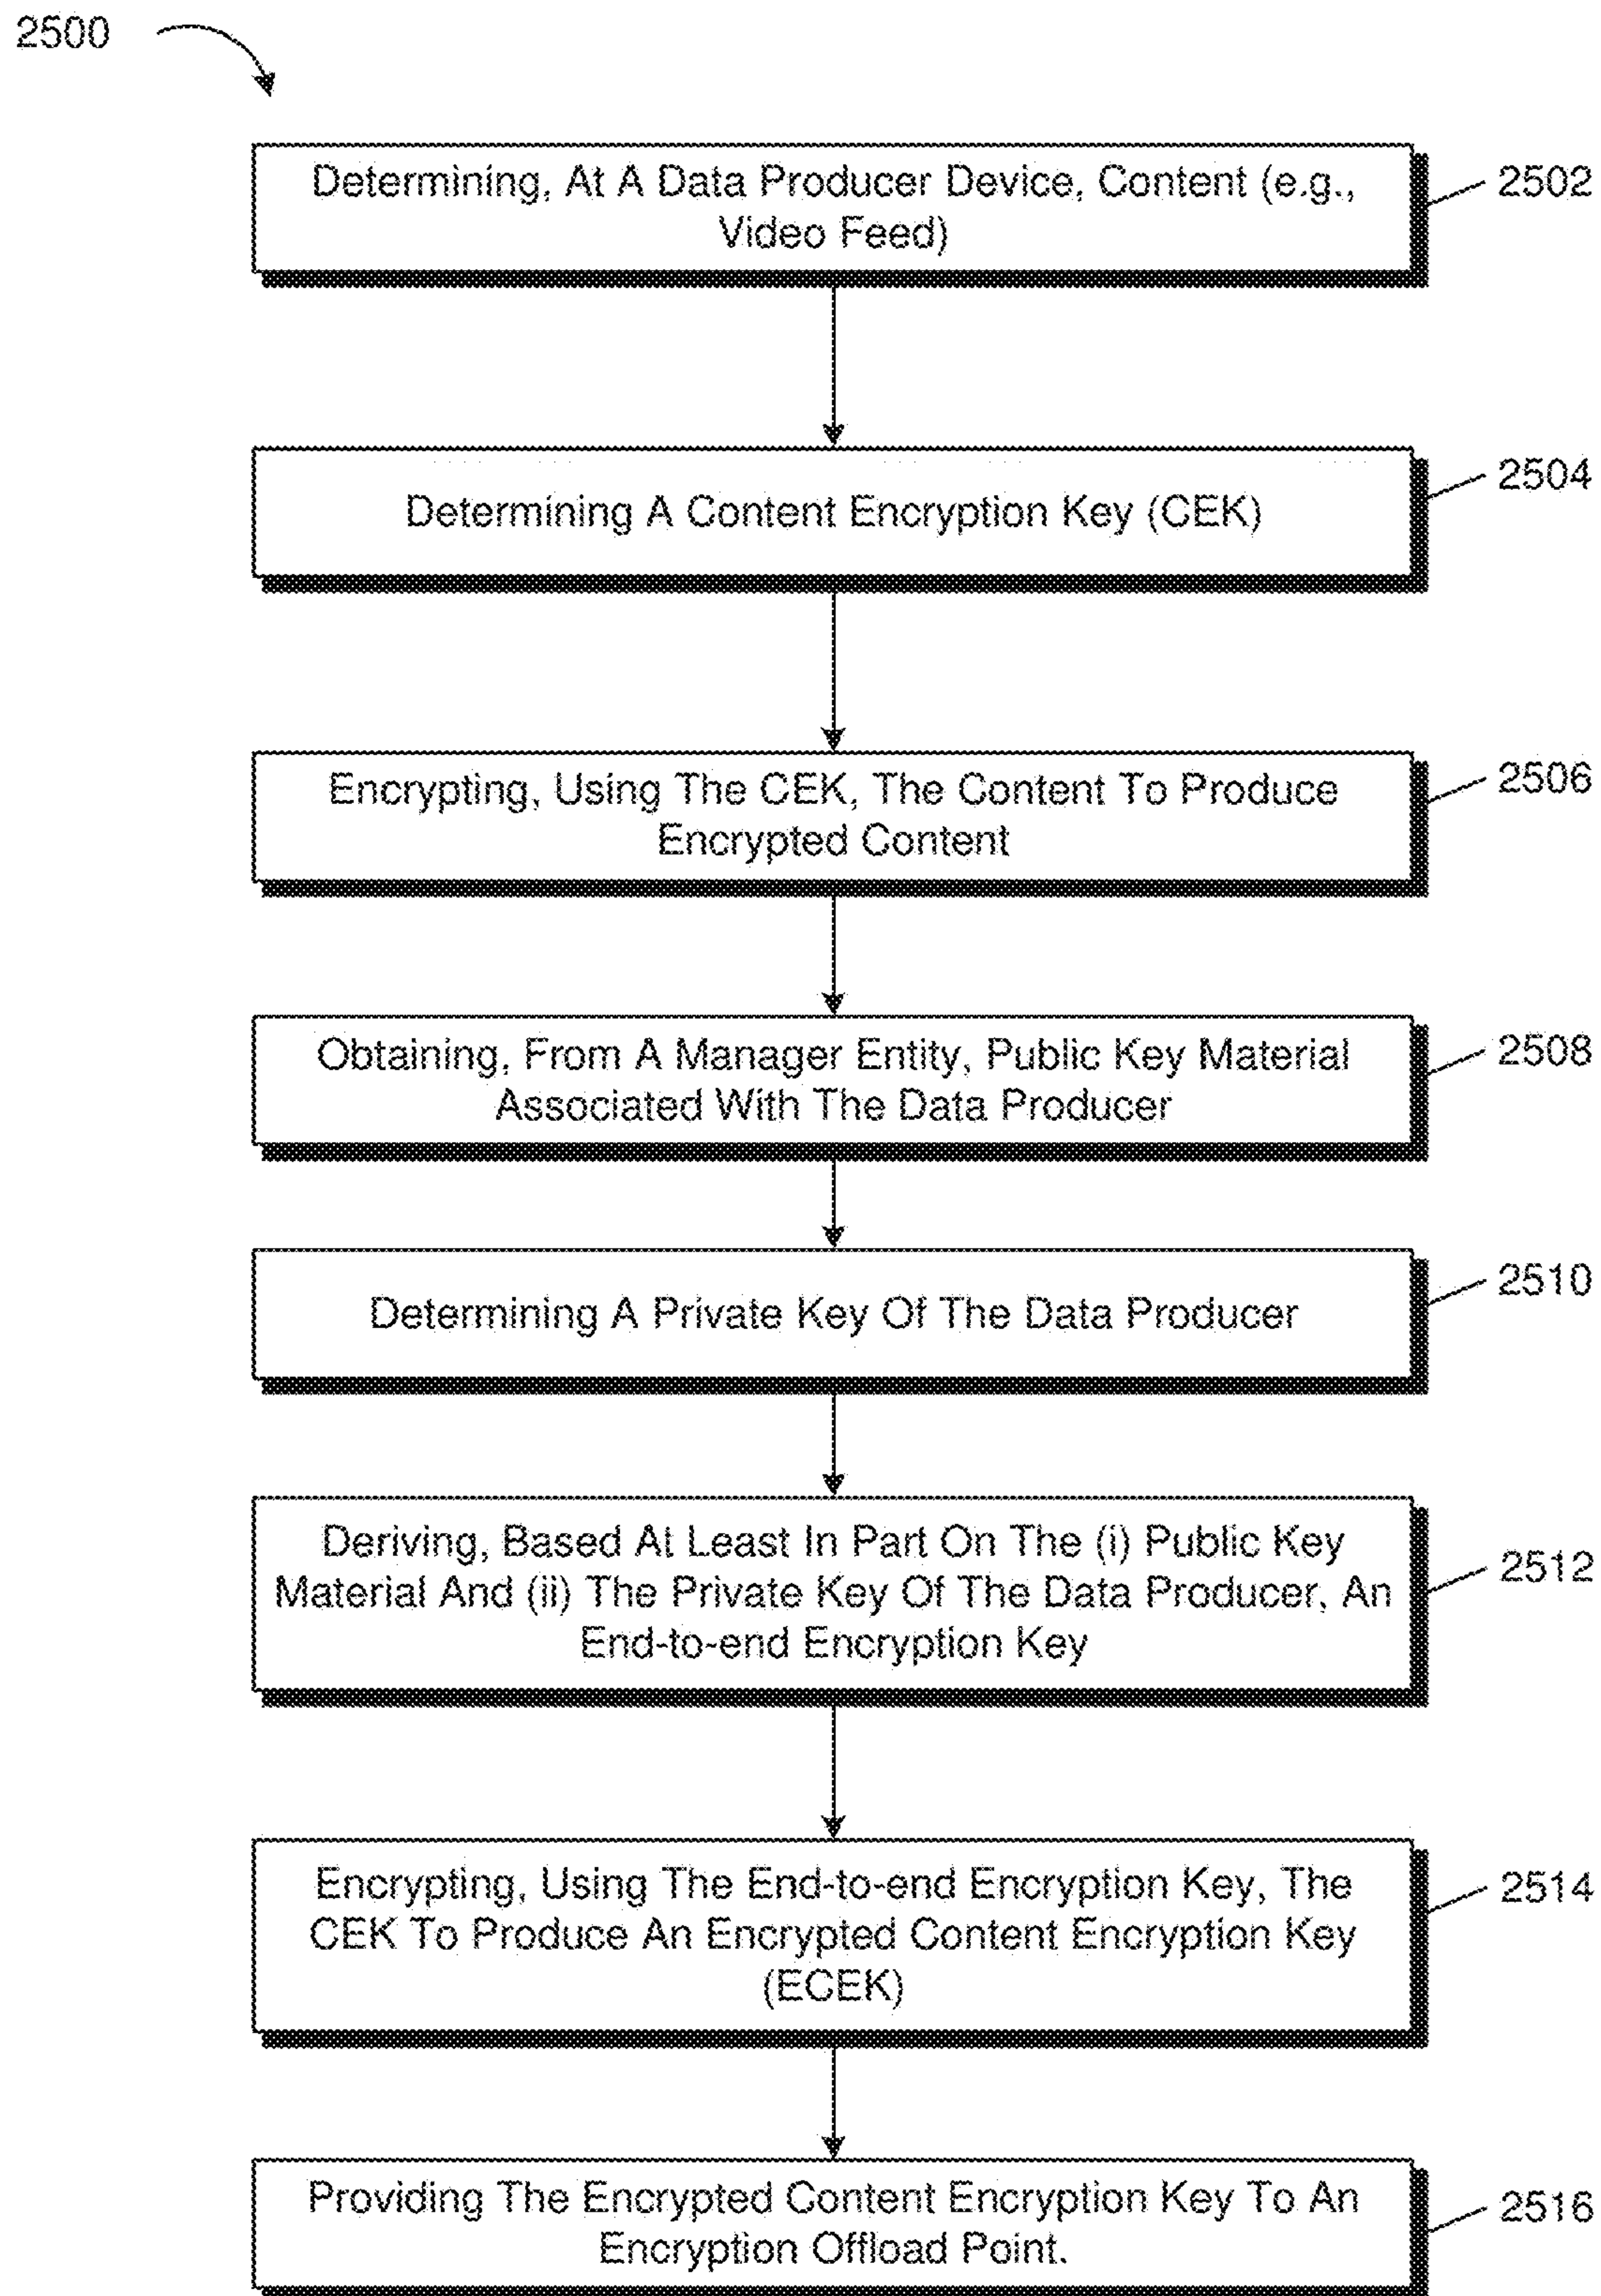 2500
Determining, At A Data Producer Device, Content (e.g.,
Video Feed)
2502
Determining A Content Encryption Key (CEK)
2504
Encrypting, Using The CEK, The Content To Produce
Encrypted Content
2506
Obtaining, From A Manager Entity, Public Key Material
Associated With The Data Producer
2508
Determining A Private Key Of The Data Producer
2510
Deriving, Based At Least In Part On The (i) Public Key
Material And (ii) The Private Key Of The Data Producer, An
End-to-end Encryption Key
2512
Encrypting, Using The End-to-end Encryption Key, The
CEK To Produce An Encrypted Content Encryption Key
(ECEK)
2514
Providing The Encrypted Content Encryption Key To An
Encryption Offload Point.
2516